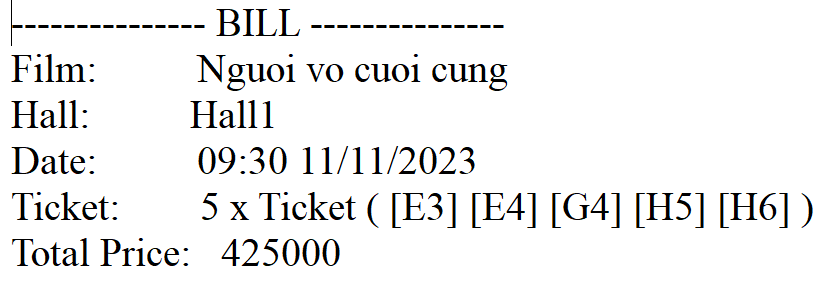 --------------- BILL ---------------
Film: Nguoi vo cuoi cung
Hall: Hall1
Date: 09:30 11/11/2023
Ticket: 5 x Ticket ( [E3] [E4] [G4] [H5] [H6] )
Total Price: 425000